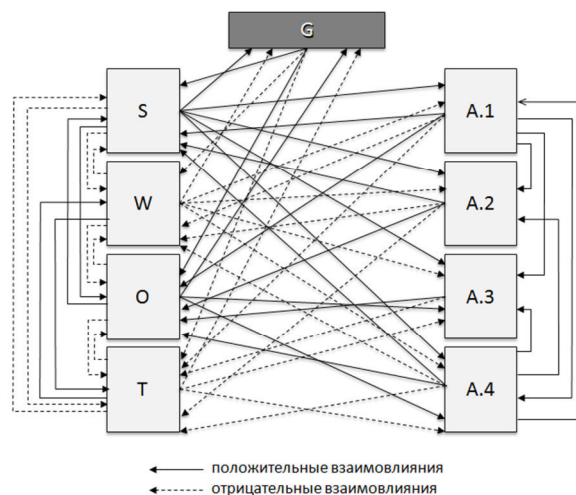 G
S
A.1
W
A.2
O
A.3
T
A.4
положительные взаимовлияния
отрицательные взаимовлияния